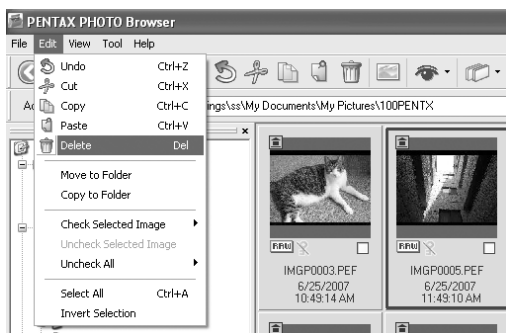 PENTAX PHOTO Browser
File Edit View Tool Help
Undo Ctrl+Z
Cut Ctrl+X
Copy Ctrl+C
Paste Ctrl+V
Delete Del
Move to Folder
Copy to Folder
Check Selected Image
Uncheck Selected Image
Uncheck All
Select All Ctrl+A
Invert Selection
ings\ss\My Documents\My Pictures\100PENTX
RAW
IMGP0003.PEF
6/25/2007
10:49:14 AM
RAW
IMGP0005.PEF
6/25/2007
11:49:10 AM